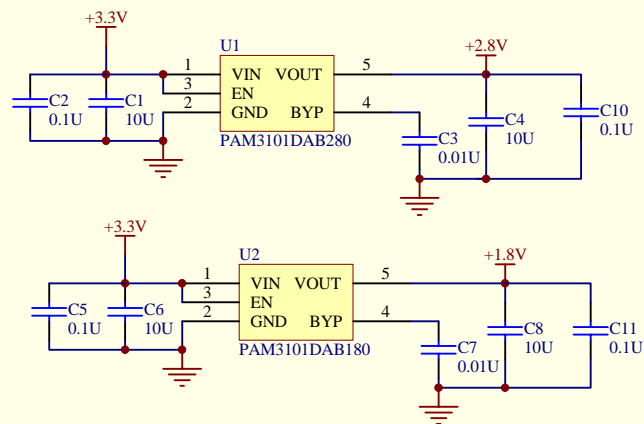 +3.3V
U1
+2.8V
1 VIN VOUT 5
3 EN
2 GND BYP 4
PAM3101DAB280
C2
0.1U
C1
10U
C3
0.01U
C4
10U
C10
0.1U
+3.3V
U2
+1.8V
1 VIN VOUT 5
3 EN
2 GND BYP 4
PAM3101DAB180
C5
0.1U
C6
10U
C7
0.01U
C8
10U
C11
0.1U